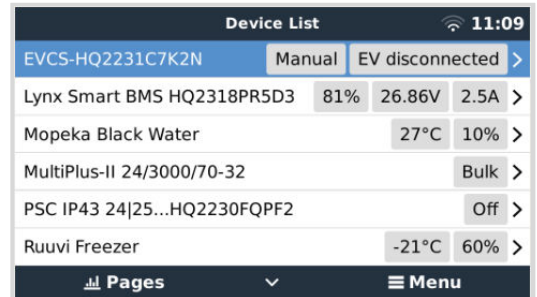 Device List 11:09
EVCS-HQ2231C7K2N Manual EV disconnected
Lynx Smart BMS HQ2318PR5D3 81% 26.86V 2.5A
Mopeka Black Water 27°C 10%
MultiPlus-II 24/3000/70-32 Bulk
PSC IP43 24|25...HQ2230FQPF2 Off
Ruuvi Freezer -21°C 60%
Pages Menu